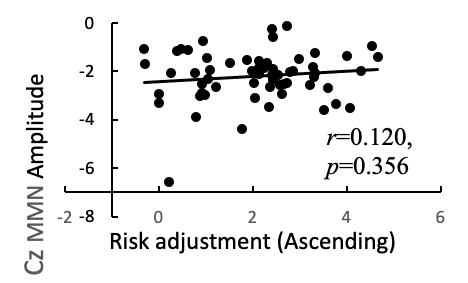 0
-2
-4
-6
-8
r=0.120,
p=0.356
-2 0 2 4 6
Risk adjustment (Ascending)
Cz MMN Amplitude